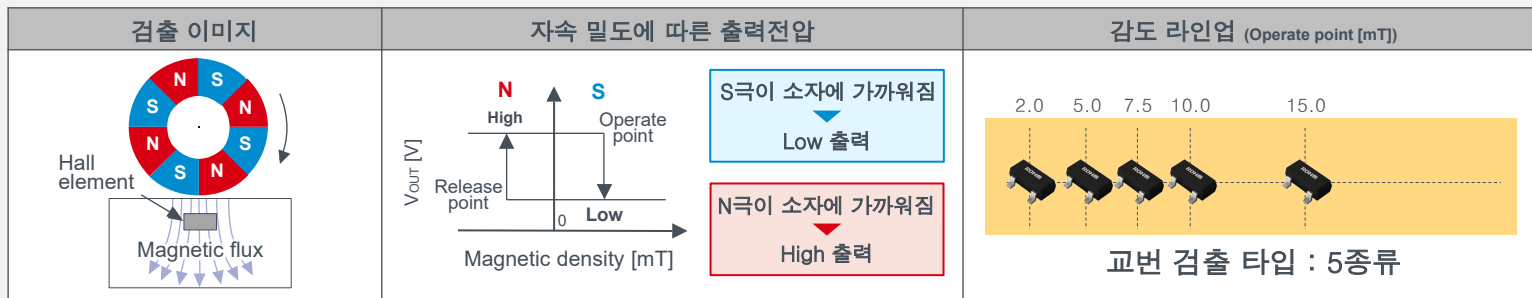 검출 이미지
자속 밀도에 따른 출력전압
감도 라인업 (Operate point [mT])
N S
S N
N S
S N
Hall
element
Magnetic flux
N S
High
Operate
point
VOUT [V]
Release
point
0
Low
Magnetic density [mT]
S극이 소자에 가까워짐
Low 출력
N극이 소자에 가까워짐
High 출력
2.0 5.0 7.5 10.0 15.0
ROHM ROHM ROHM ROHM ROHM
교번 검출 타입 : 5종류